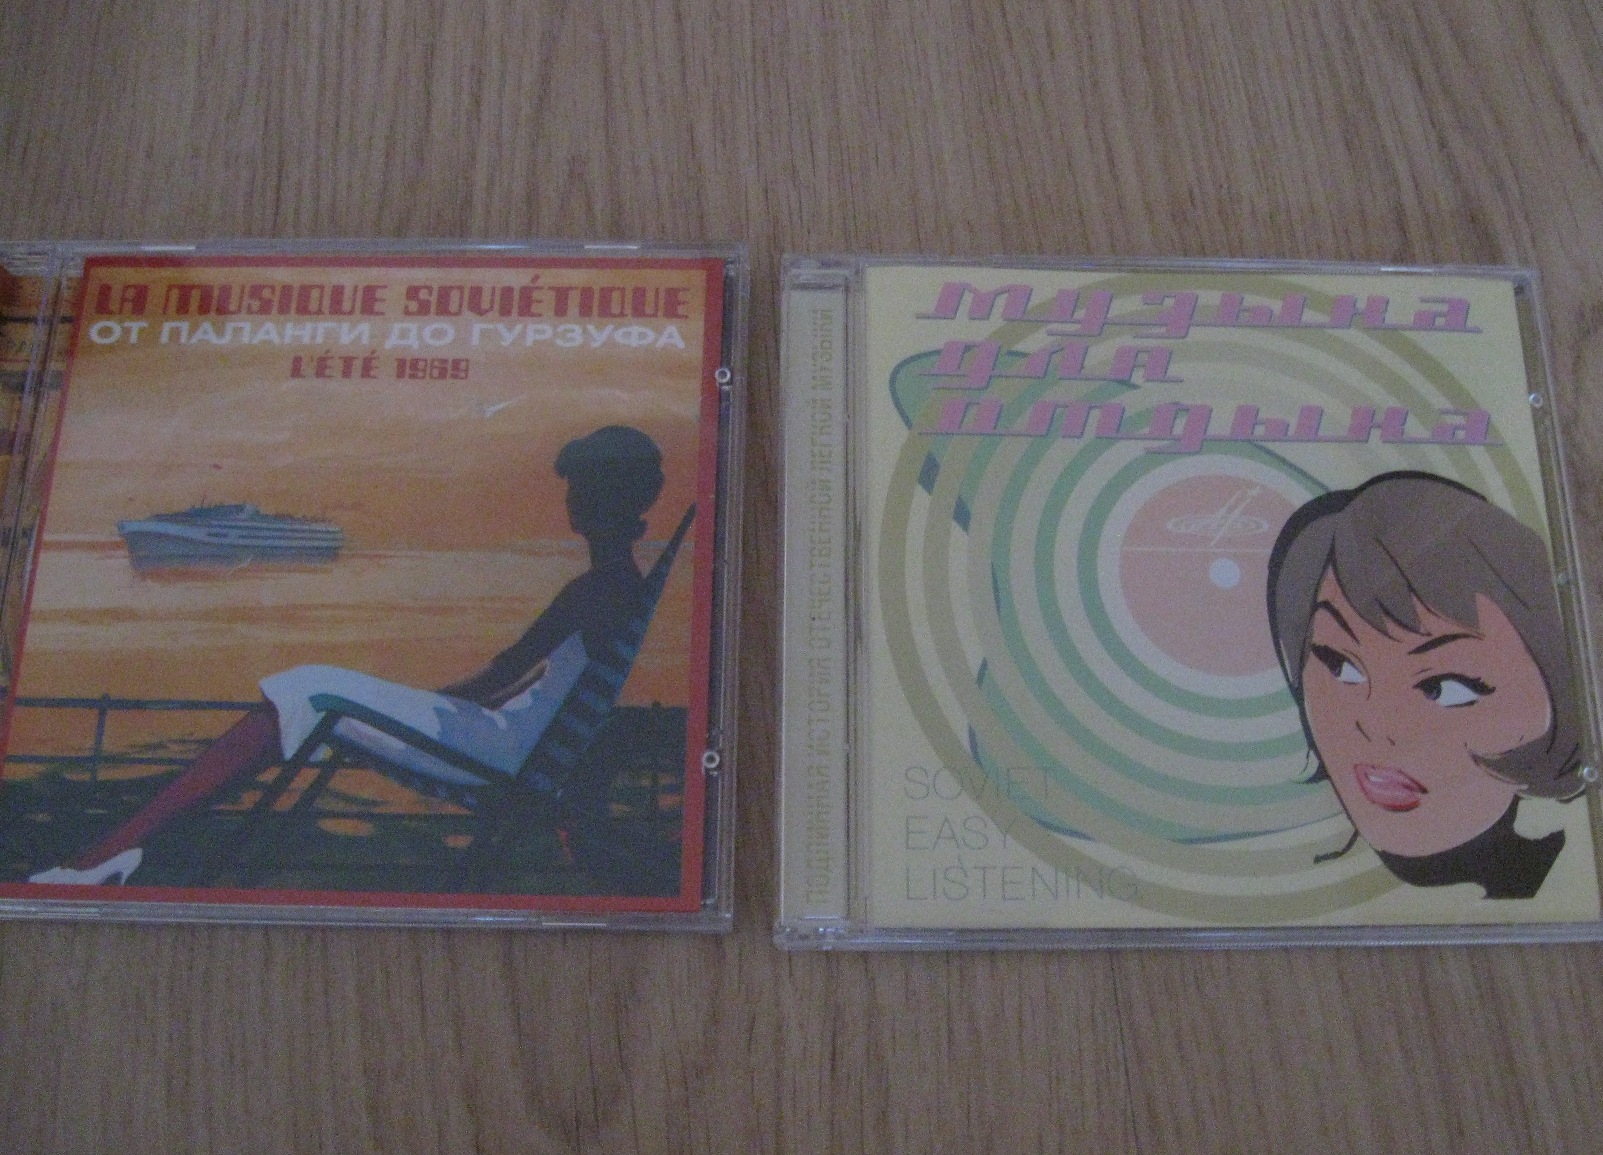 LA MUSIQUE SOVIÉTIQUE
ОТ ПАЛАНГИ ДО ГУРЗУФА
L'ÉTÉ 1969
ПОДЛИННАЯ ИСТОРИЯ ОТЕЧЕСТВЕННОЙ ЛЕГКОЙ МУЗЫКИ
музыка
для
отдыха
SOVIET
EASY
LISTENING